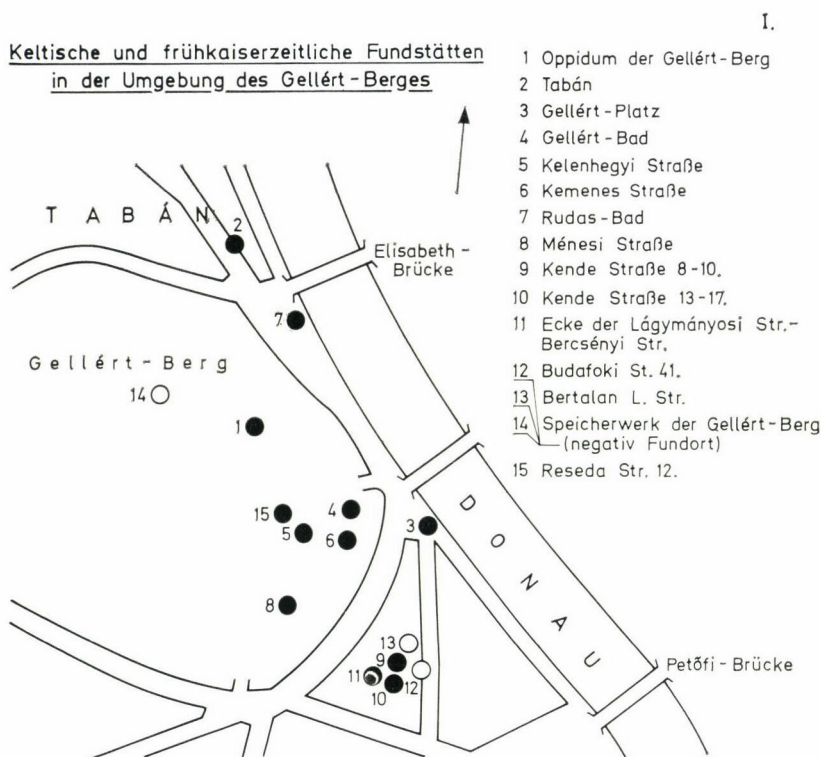 I.
Keltische und frühkaiserzeitliche Fundstätten
in der Umgebung des Gellért-Berges
1 Oppidum der Gellért-Berg
2 Tabán
3 Gellért-Platz
4 Gellért-Bad
5 Kelenhegyi Straße
6 Kemenes Straße
7 Rudas-Bad
8 Ménesi Straße
9 Kende Straße 8-10.
10 Kende Straße 13-17.
11 Ecke der Lágymányosi Str.-
Bercsényi Str.
12 Budafoki St. 41.
13 Bertalan L. Str.
14 Speicherwerk der Gellért-Berg
(negativ Fundort)
15 Reseda Str. 12.
TABÁN
2
Elisabeth-
Brücke
7
Gellért-Berg
14
1
15
4
5
6
3
DONAU
8
13
9
11
12
10
Petőfi-Brücke